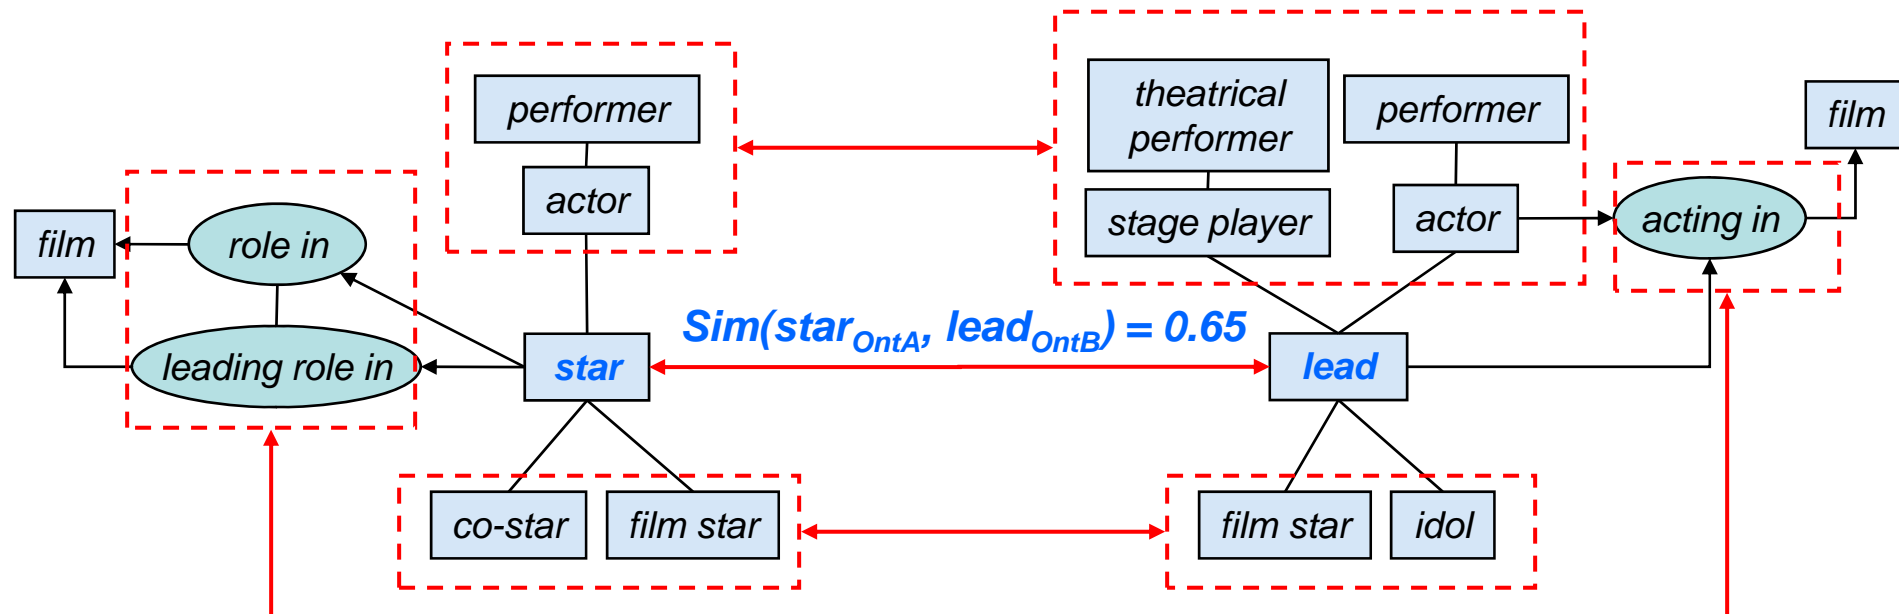 performer
actor
film
role in
leading role in
star
co-star
film star
Sim(star_OntA, lead_OntB) = 0.65
theatrical
performer
performer
stage player
actor
acting in
film
lead
film star
idol